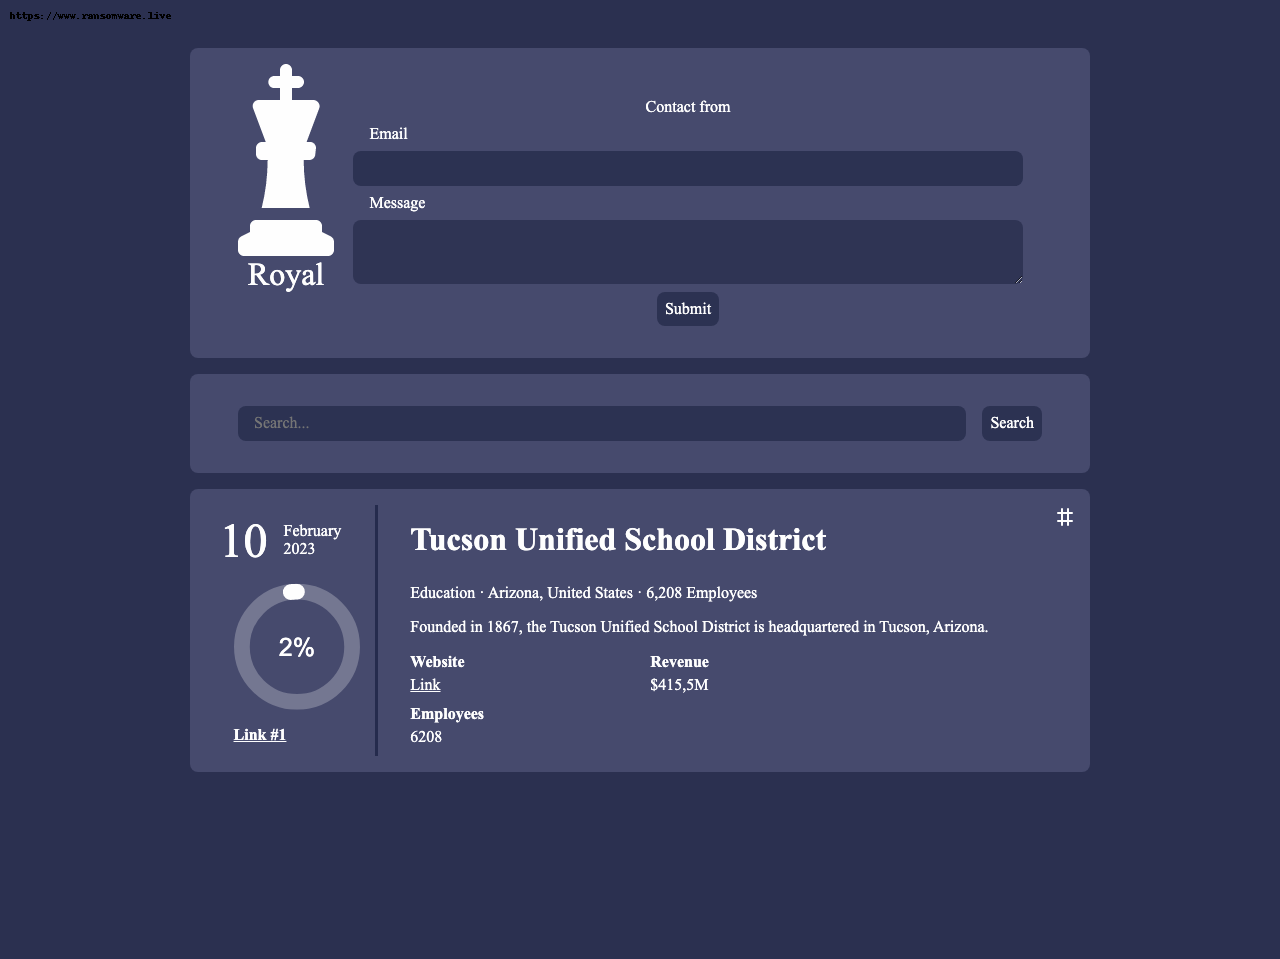 https://www.ransomware.live
Royal
Contact from
Email
Message
Submit
Search...
Search
10
February
2023
2%
Link #1
Tucson Unified School District
#
Education · Arizona, United States · 6,208 Employees
Founded in 1867, the Tucson Unified School District is headquartered in Tucson, Arizona.
Website
Link
Revenue
$415,5M
Employees
6208